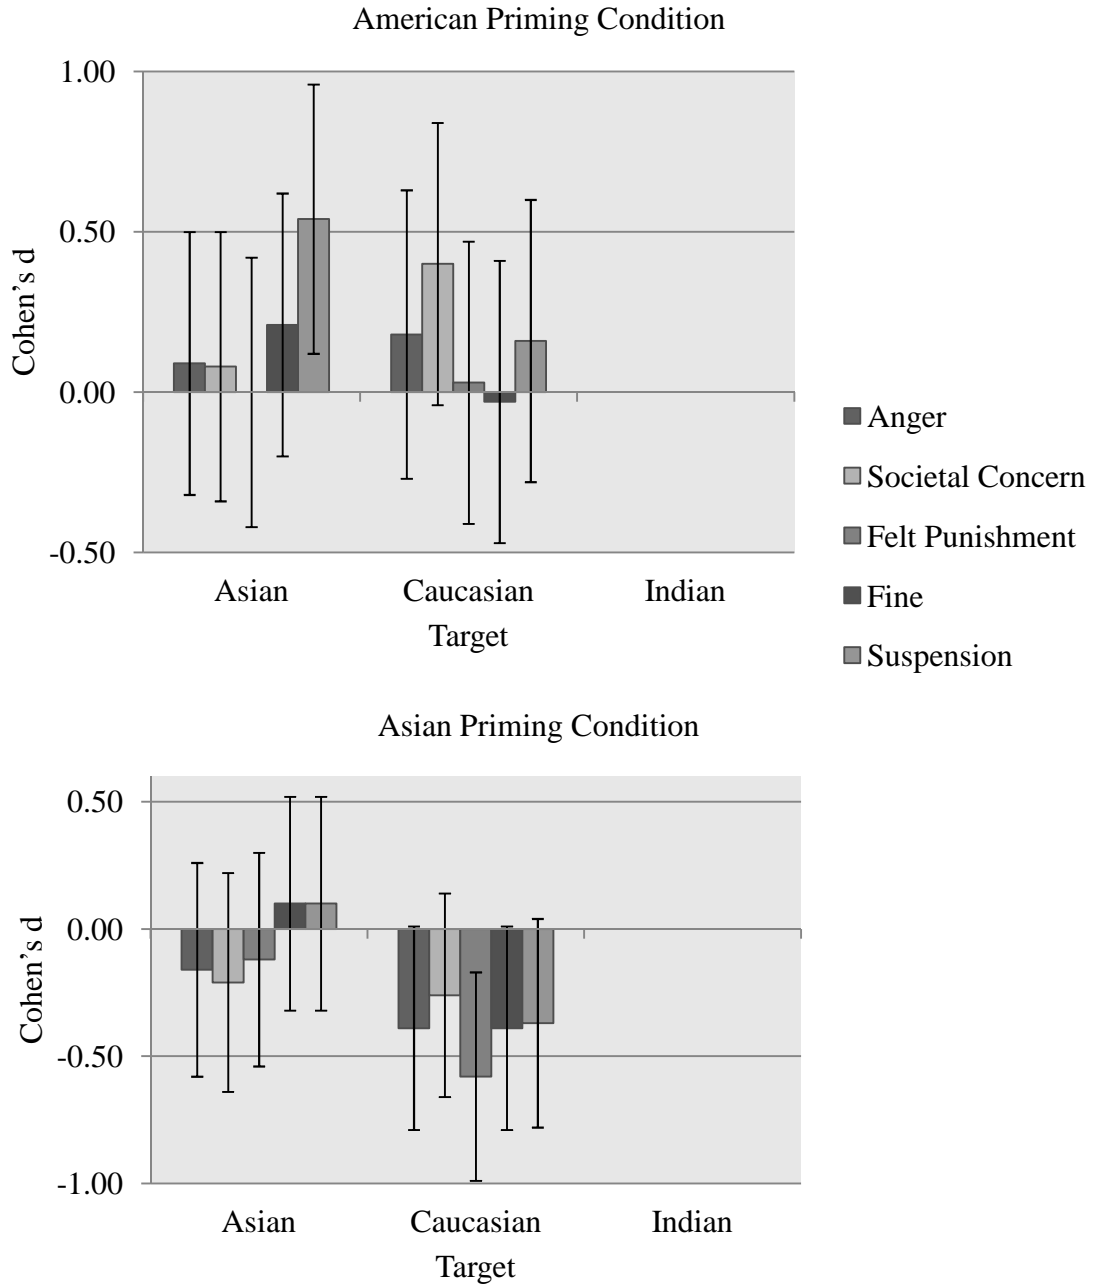 American Priming Condition
1.00
0.50
0.00
-0.50
Cohen’s d
Asian Caucasian Indian
Target
Anger
Societal Concern
Felt Punishment
Fine
Suspension
Asian Priming Condition
0.50
0.00
-0.50
-1.00
Cohen’s d
Asian Caucasian Indian
Target